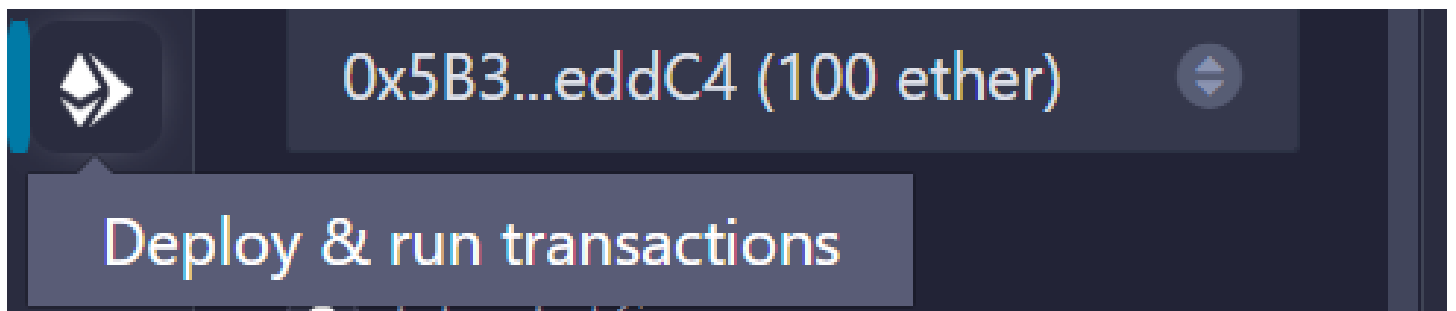 0x5B3...eddC4 (100 ether)
Deploy & run transactions